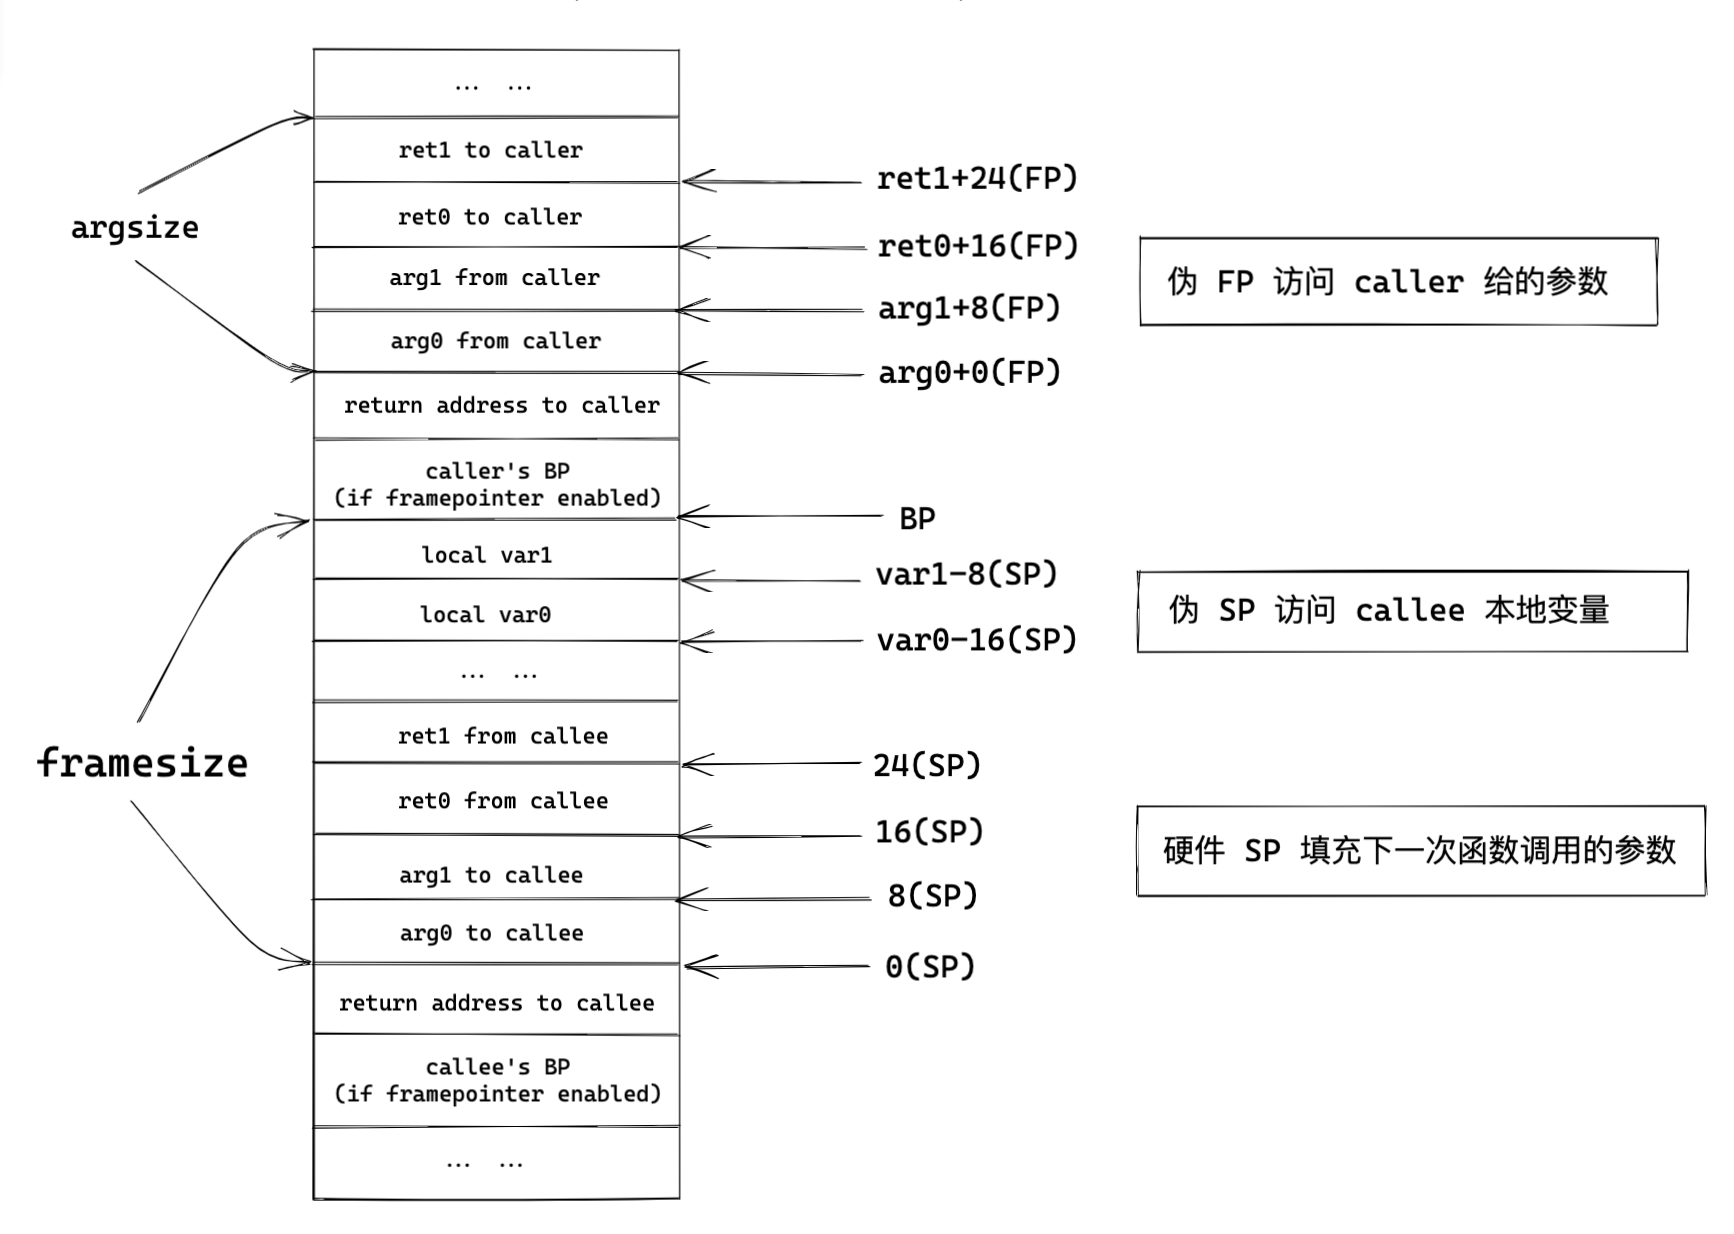 ... ...
ret1 to caller
ret1+24(FP)
ret0 to caller
argsize
ret0+16(FP)
arg1 from caller
伪 FP 访问 caller 给的参数
arg1+8(FP)
arg0 from caller
arg0+0(FP)
return address to caller
caller's BP
(if framepointer enabled)
BP
local var1
var1-8(SP)
local var0
伪 SP 访问 callee 本地变量
var0-16(SP)
... ...
ret1 from callee
framesize
24(SP)
ret0 from callee
16(SP)
硬件 SP 填充下一次函数调用的参数
arg1 to callee
8(SP)
arg0 to callee
0(SP)
return address to callee
callee's BP
(if framepointer enabled)
... ...